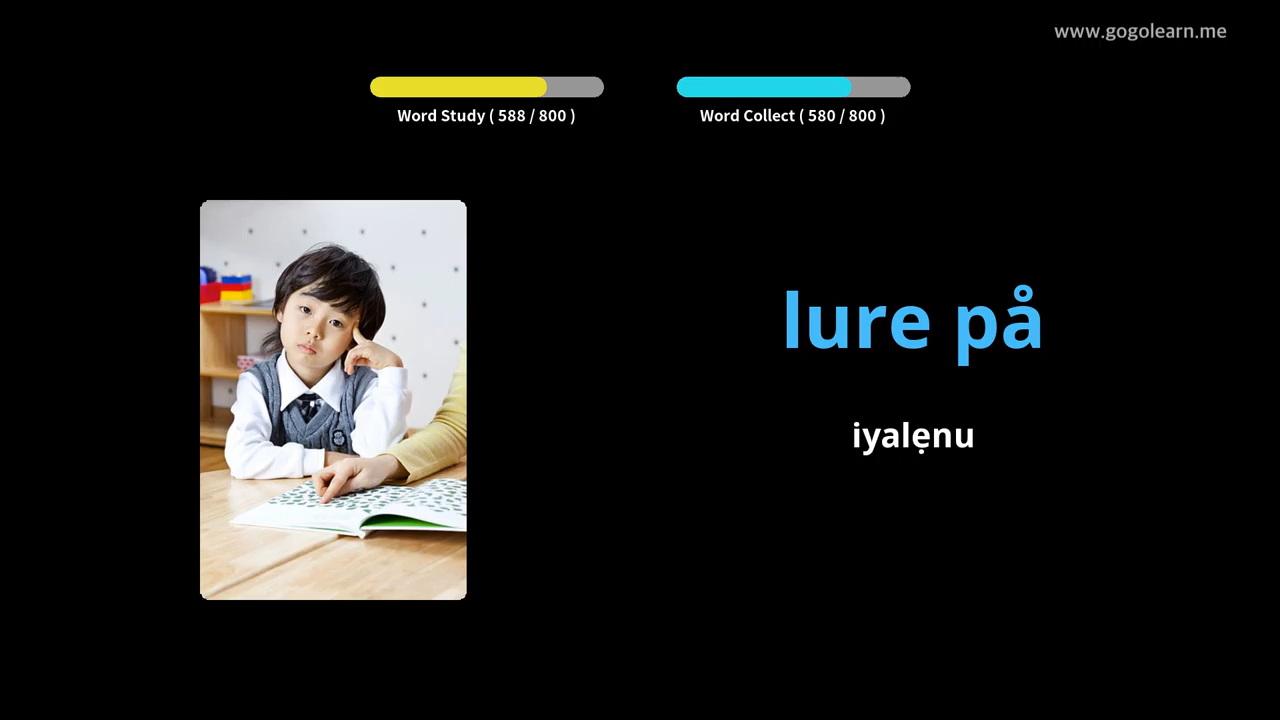 www.gogolearn.me
Word Study ( 588 / 800 )
Word Collect ( 580 / 800 )
lure på
iyalẹnu